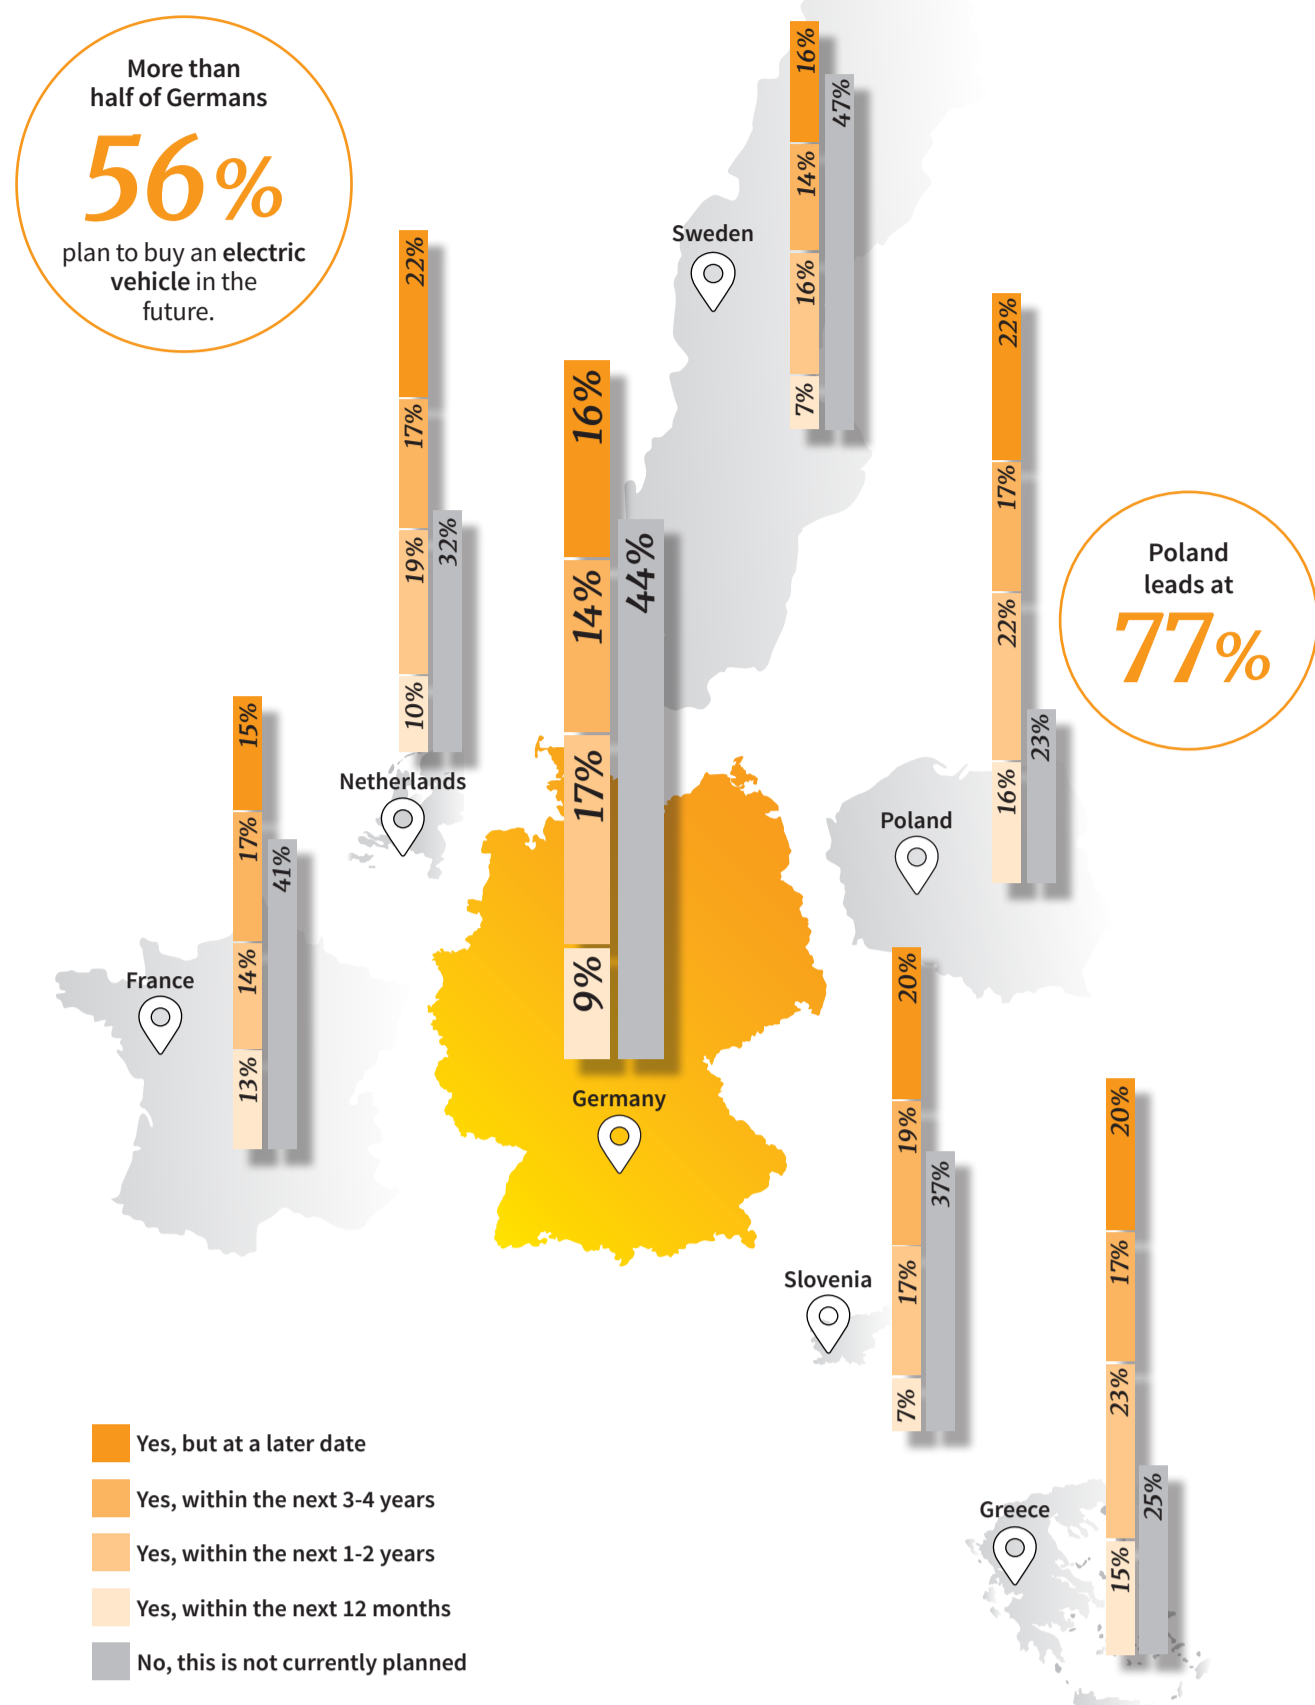 More than
half of Germans
56%
plan to buy an electric
vehicle in the
future.
16%
14%
16%
7%
47%
Sweden
22%
17%
19%
10%
32%
Netherlands
16%
14%
17%
9%
44%
Germany
22%
17%
22%
16%
23%
Poland
Poland
leads at
77%
15%
17%
14%
13%
41%
France
20%
19%
17%
7%
37%
Slovenia
20%
17%
23%
15%
25%
Greece
Yes, but at a later date
Yes, within the next 3-4 years
Yes, within the next 1-2 years
Yes, within the next 12 months
No, this is not currently planned